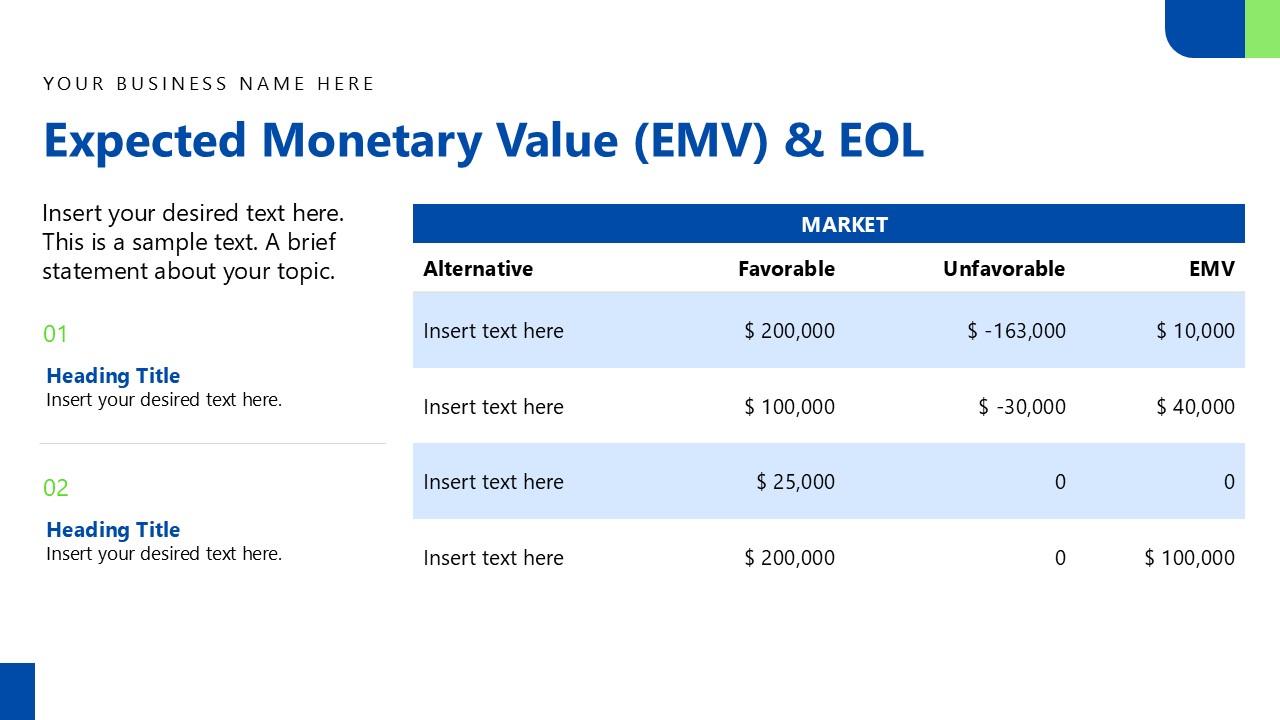 YOUR BUSINESS NAME HERE
Expected Monetary Value (EMV) & EOL
Insert your desired text here.
This is a sample text. A brief
statement about your topic.
01
Heading Title
Insert your desired text here.
02
Heading Title
Insert your desired text here.
MARKET
Alternative Favorable Unfavorable EMV
Insert text here $ 200,000 $ -163,000 $ 10,000
Insert text here $ 100,000 $ -30,000 $ 40,000
Insert text here $ 25,000 0 0
Insert text here $ 200,000 0 $ 100,000